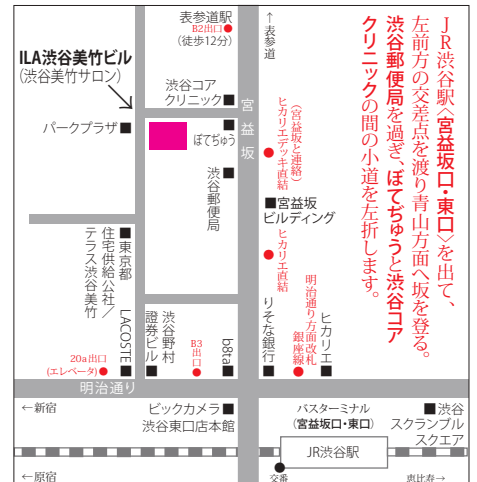 JR渋谷駅〈宮益坂口・東口〉を出て、
左前方の交差点を渡り青山方面へ坂を登る。
渋谷郵便局を過ぎ、ぼてぢゅうと渋谷コア
クリニックの間の小道を左折します。
表参道駅
B2出口●
(徒歩12分)
↑表参道
ILA渋谷美竹ビル
(渋谷美竹サロン)
渋谷コア
クリニック■
宮益坂
パークプラザ■
■
ぼてぢゅう
渋谷郵便局■
(宮益坂と連絡)
ヒカリエデッキ直結
●
■宮益坂
ビルディング
●ヒカリエ直結
■東京都
住宅供給公社/
テラス渋谷美竹
LACOSTE■
20a出口
(エレベータ)●
渋谷野村
證券ビル■
B3出口●
b8ta■
りそな銀行■
明治通り方面改札
銀座線●
ヒカリエ■
明治通り
←新宿
ビックカメラ■
渋谷東口店本館
バスターミナル
(宮益坂口・東口)
■渋谷
スクランブル
スクエア
JR渋谷駅
←原宿
交番
恵比寿→